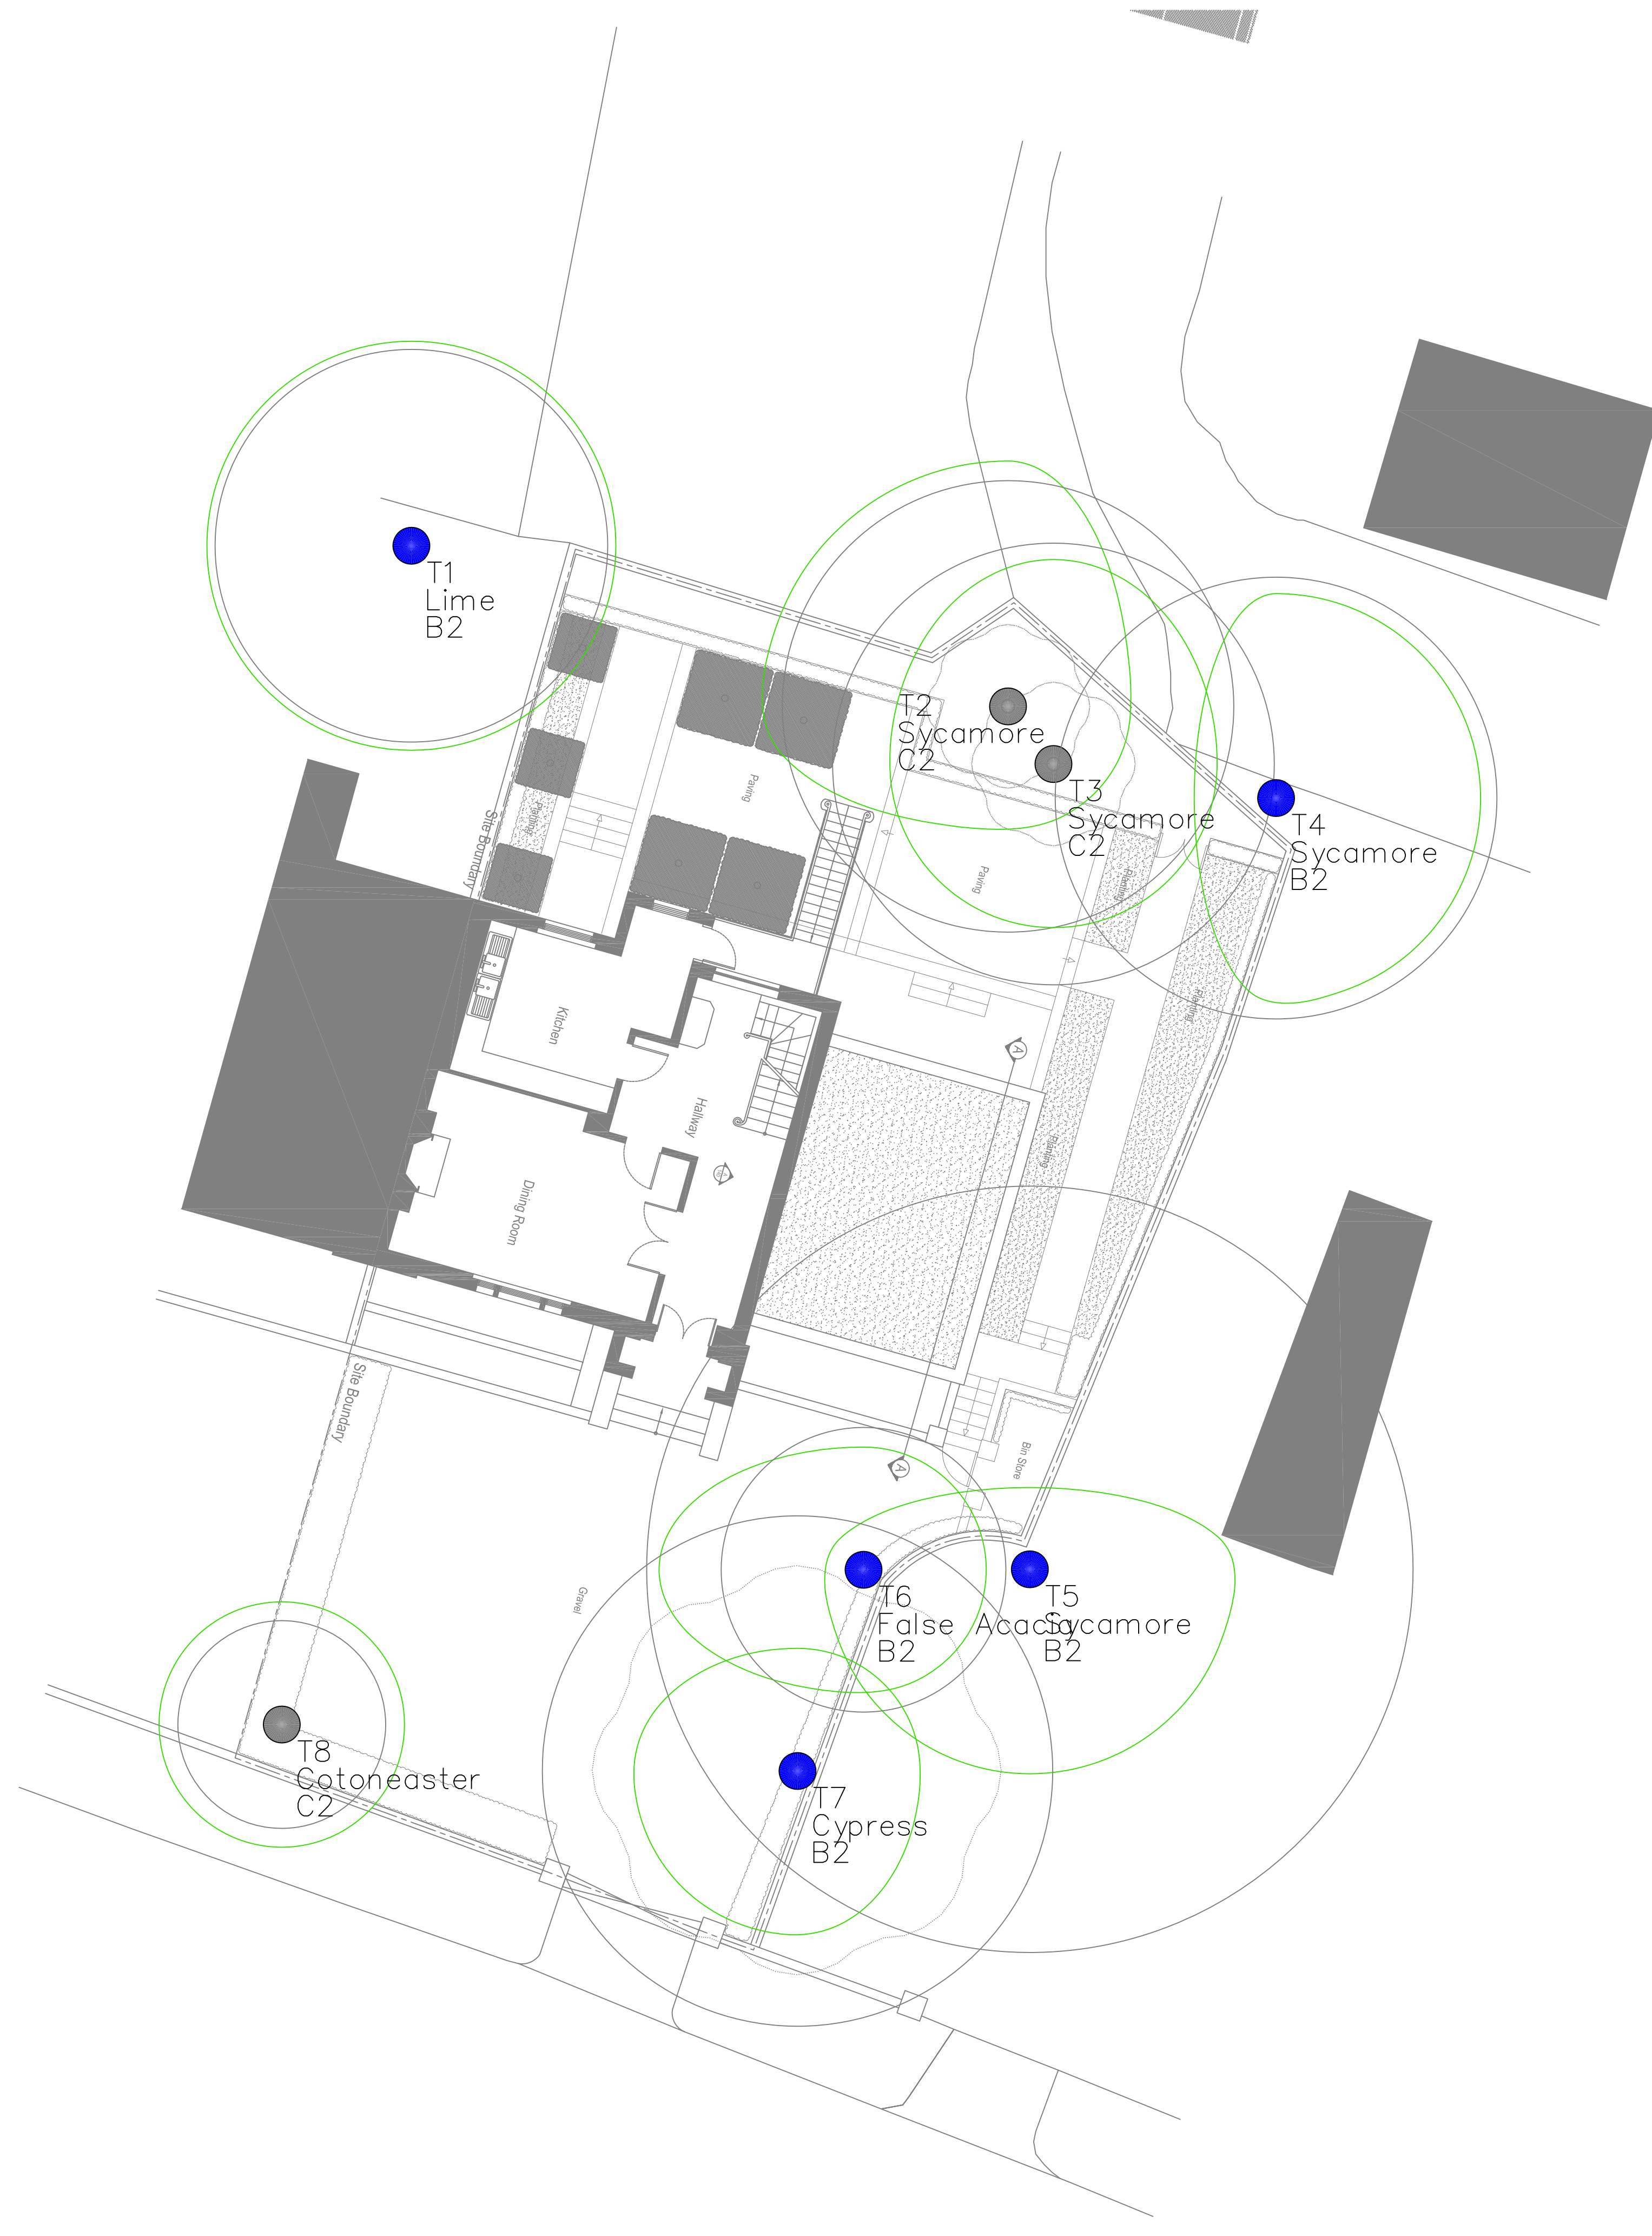 T1
Lime
B2
T2
Sycamore
C2
T3
Sycamore
C2
T4
Sycamore
B2
Paving
Planting
Site Boundary
Paving
Planting
Planting
Kitchen
A
Hallway
Planting
A
Dining Room
Site Boundary
Bin Store
A
Gravel
T6
False Acacia
B2
T5
Sycamore
B2
T8
Cotoneaster
C2
T7
Cypress
B2